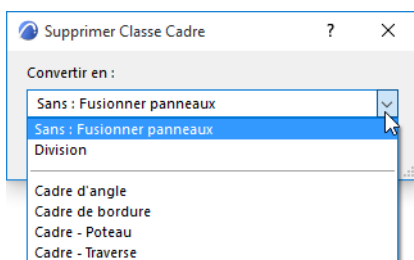 Supprimer Classe Cadre ?
Convertir en :
Sans : Fusionner panneaux
Sans : Fusionner panneaux
Division
Cadre d'angle
Cadre de bordure
Cadre - Poteau
Cadre - Traverse